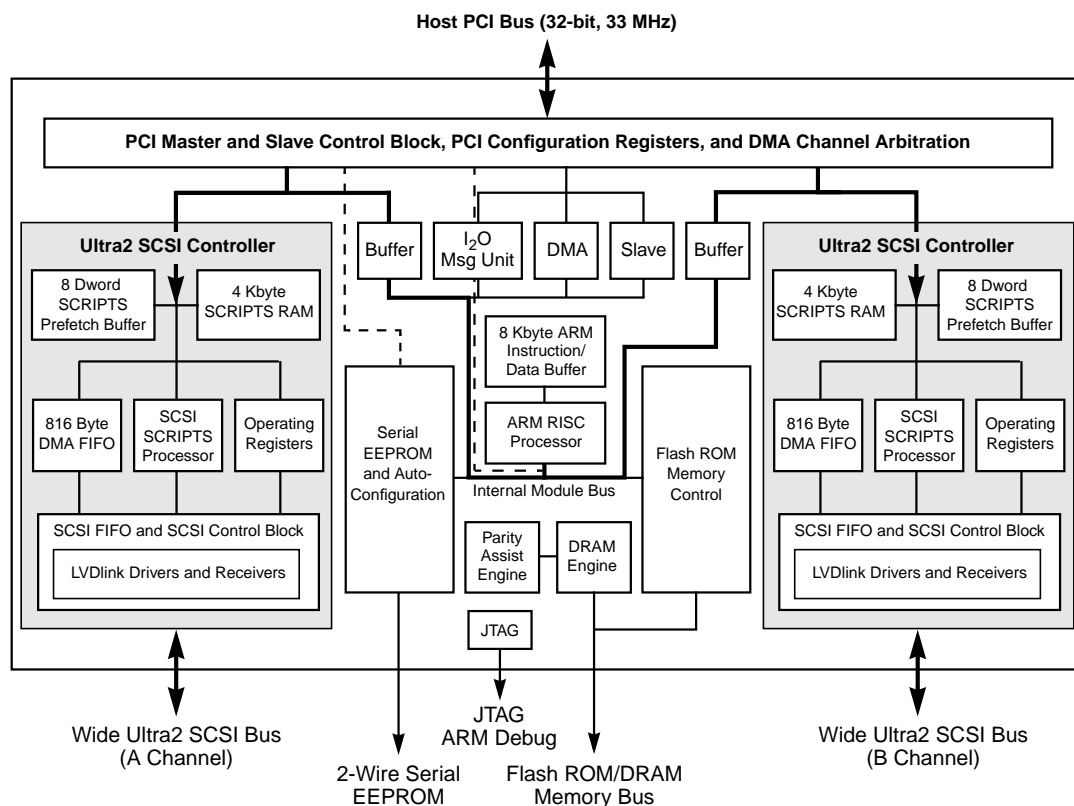 Host PCI Bus (32-bit, 33 MHz)
PCI Master and Slave Control Block, PCI Configuration Registers, and DMA Channel Arbitration
Ultra2 SCSI Controller
8 Dword
SCRIPTS
Prefetch Buffer
4 Kbyte
SCRIPTS RAM
816 Byte
DMA FIFO
SCSI
SCRIPTS
Processor
Operating
Registers
SCSI FIFO and SCSI Control Block
LVDlink Drivers and Receivers
Buffer
I2O
Msg Unit
DMA
Slave
Buffer
8 Kbyte ARM
Instruction/
Data Buffer
ARM RISC
Processor
Serial
EEPROM
and Auto-
Configuration
Internal Module Bus
Flash ROM
Memory
Control
Parity
Assist
Engine
DRAM
Engine
JTAG
Ultra2 SCSI Controller
4 Kbyte
SCRIPTS RAM
8 Dword
SCRIPTS
Prefetch Buffer
816 Byte
DMA FIFO
SCSI
SCRIPTS
Processor
Operating
Registers
SCSI FIFO and SCSI Control Block
LVDlink Drivers and Receivers
Wide Ultra2 SCSI Bus
(A Channel)
JTAG
ARM Debug
Wide Ultra2 SCSI Bus
(B Channel)
2-Wire Serial
EEPROM
Flash ROM/DRAM
Memory Bus